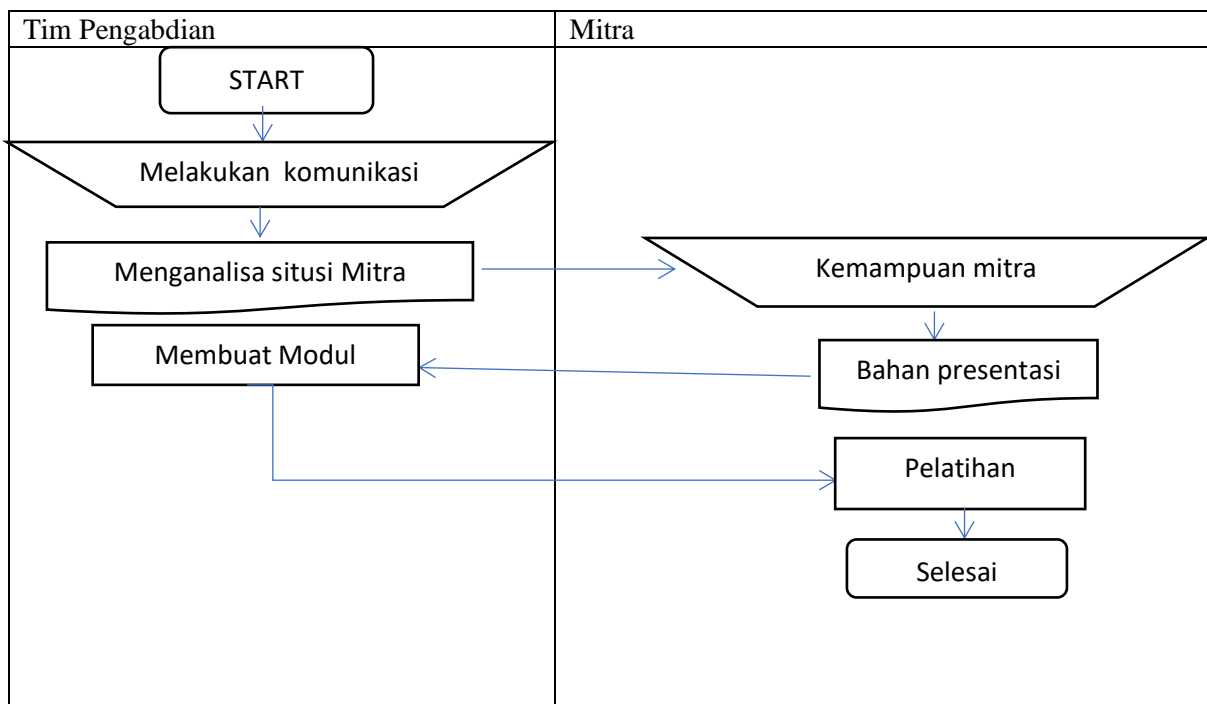 Tim Pengabdian
Mitra
START
Melakukan komunikasi
Menganalisa situsi Mitra
Kemampuan mitra
Bahan presentasi
Membuat Modul
Pelatihan
Selesai